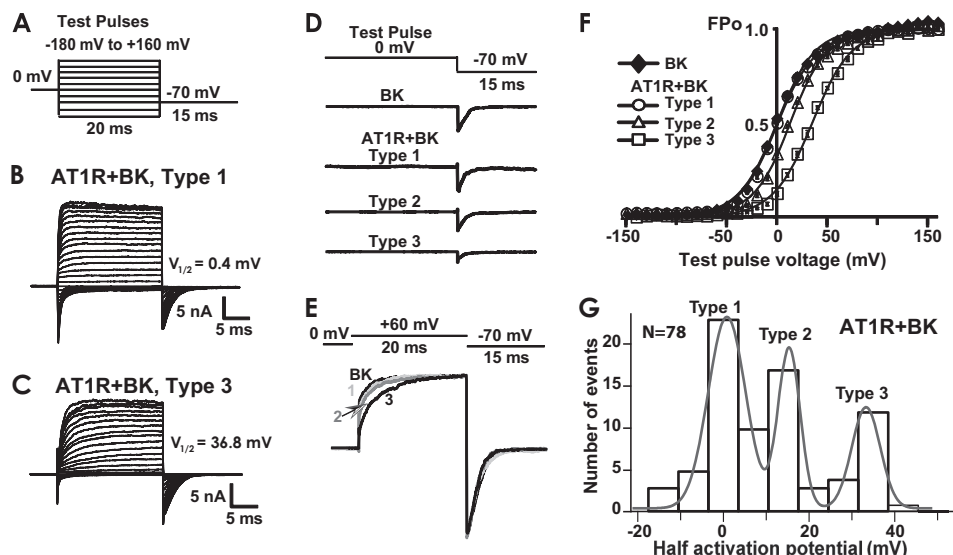 A
Test Pulses
-180 mV to +160 mV
0 mV
-70 mV
20 ms
15 ms
B
AT1R+BK, Type 1
V1/2 = 0.4 mV
5 nA
5 ms
C
AT1R+BK, Type 3
V1/2 = 36.8 mV
5 nA
5 ms
D
Test Pulse
0 mV
-70 mV
15 ms
BK
AT1R+BK
Type 1
Type 2
Type 3
E
0 mV
+60 mV
-70 mV
20 ms
15 ms
BK
1
2
3
F
FPo
1.0
0.5
BK
AT1R+BK
Type 1
Type 2
Type 3
-150
-50
0
50
150
Test pulse voltage (mV)
G
N=78
AT1R+BK
Type 1
Type 2
Type 3
Number of events
20
15
10
5
0
-20
0
20
40
Half activation potential (mV)